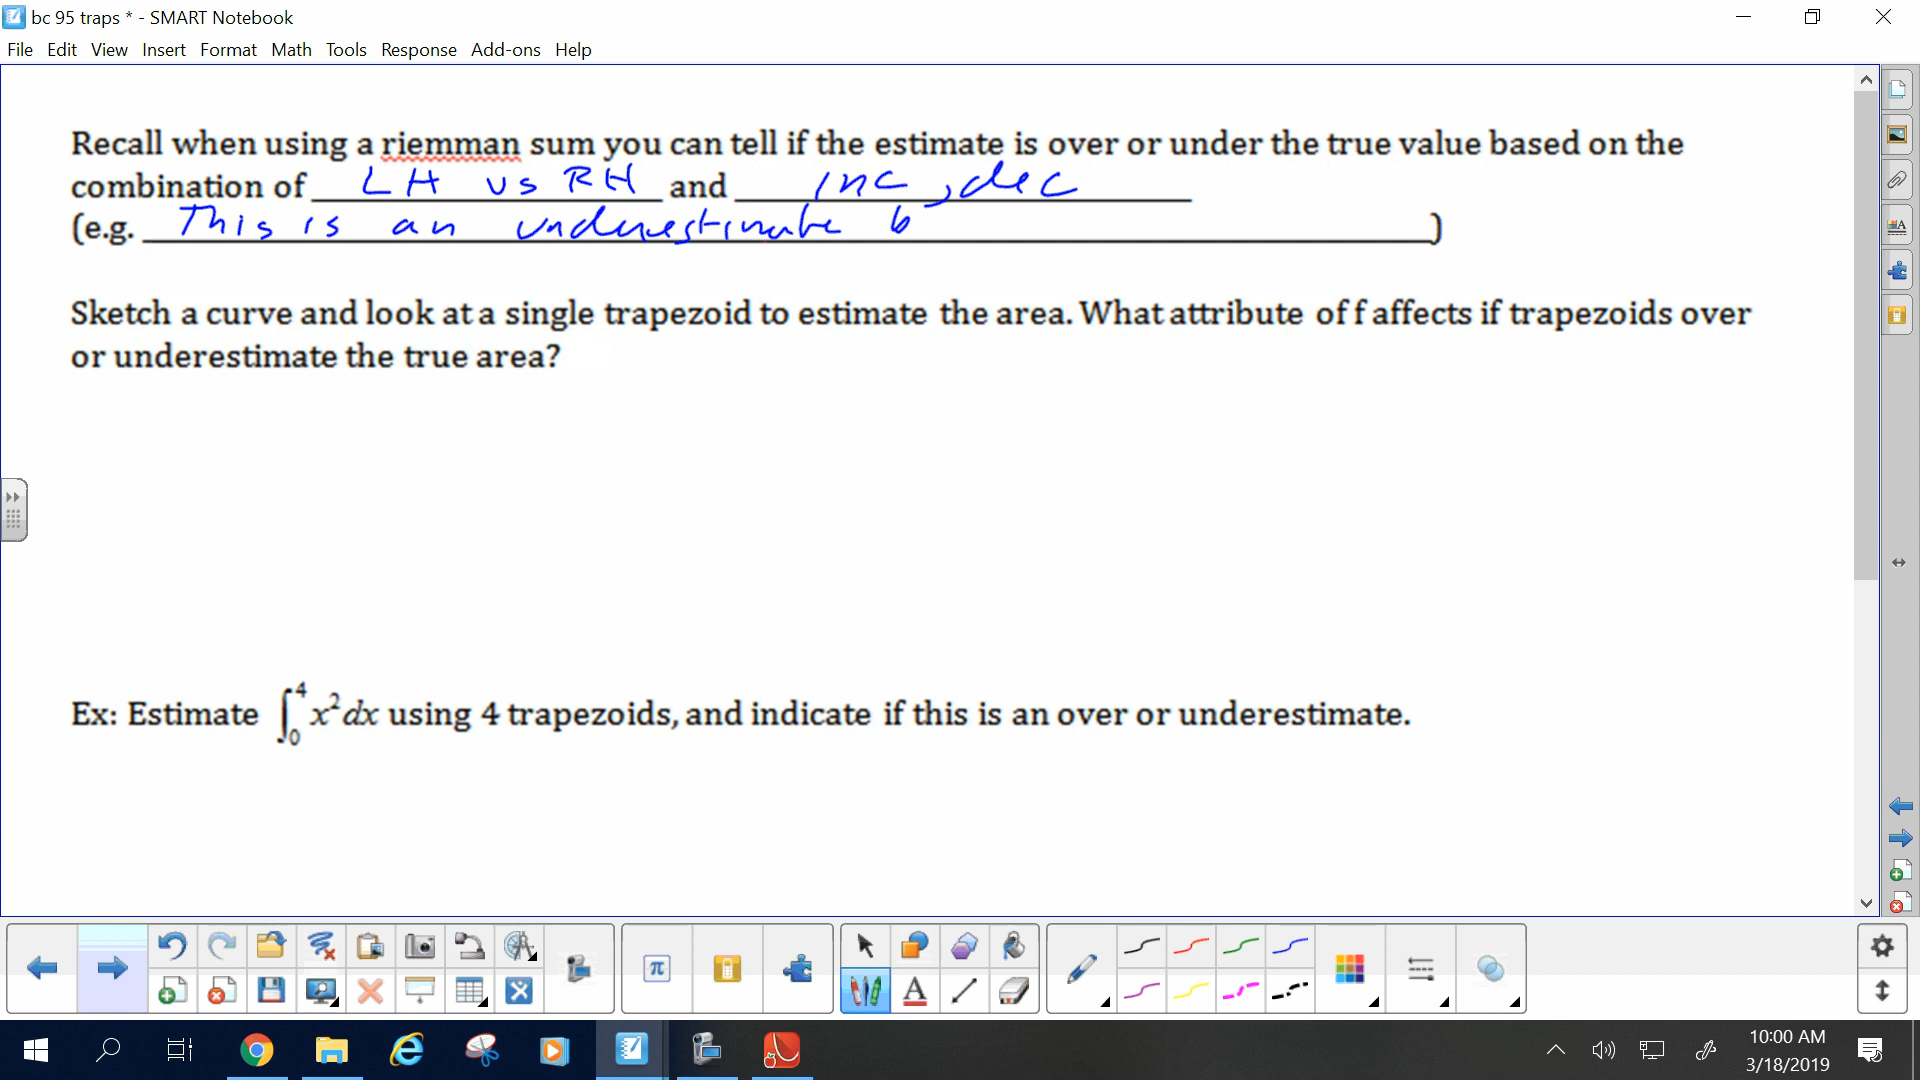 bc 95 traps * - SMART Notebook
File Edit View Insert Format Math Tools Response Add-ons Help
Recall when using a riemman sum you can tell if the estimate is over or under the true value based on the
combination of LH vs RH and inc, dec
(e.g. This is an underestimate b )
Sketch a curve and look at a single trapezoid to estimate the area. What attribute of f affects if trapezoids over
or underestimate the true area?
Ex: Estimate ∫₀⁴ x² dx using 4 trapezoids, and indicate if this is an over or underestimate.
π
A
10:00 AM
3/18/2019